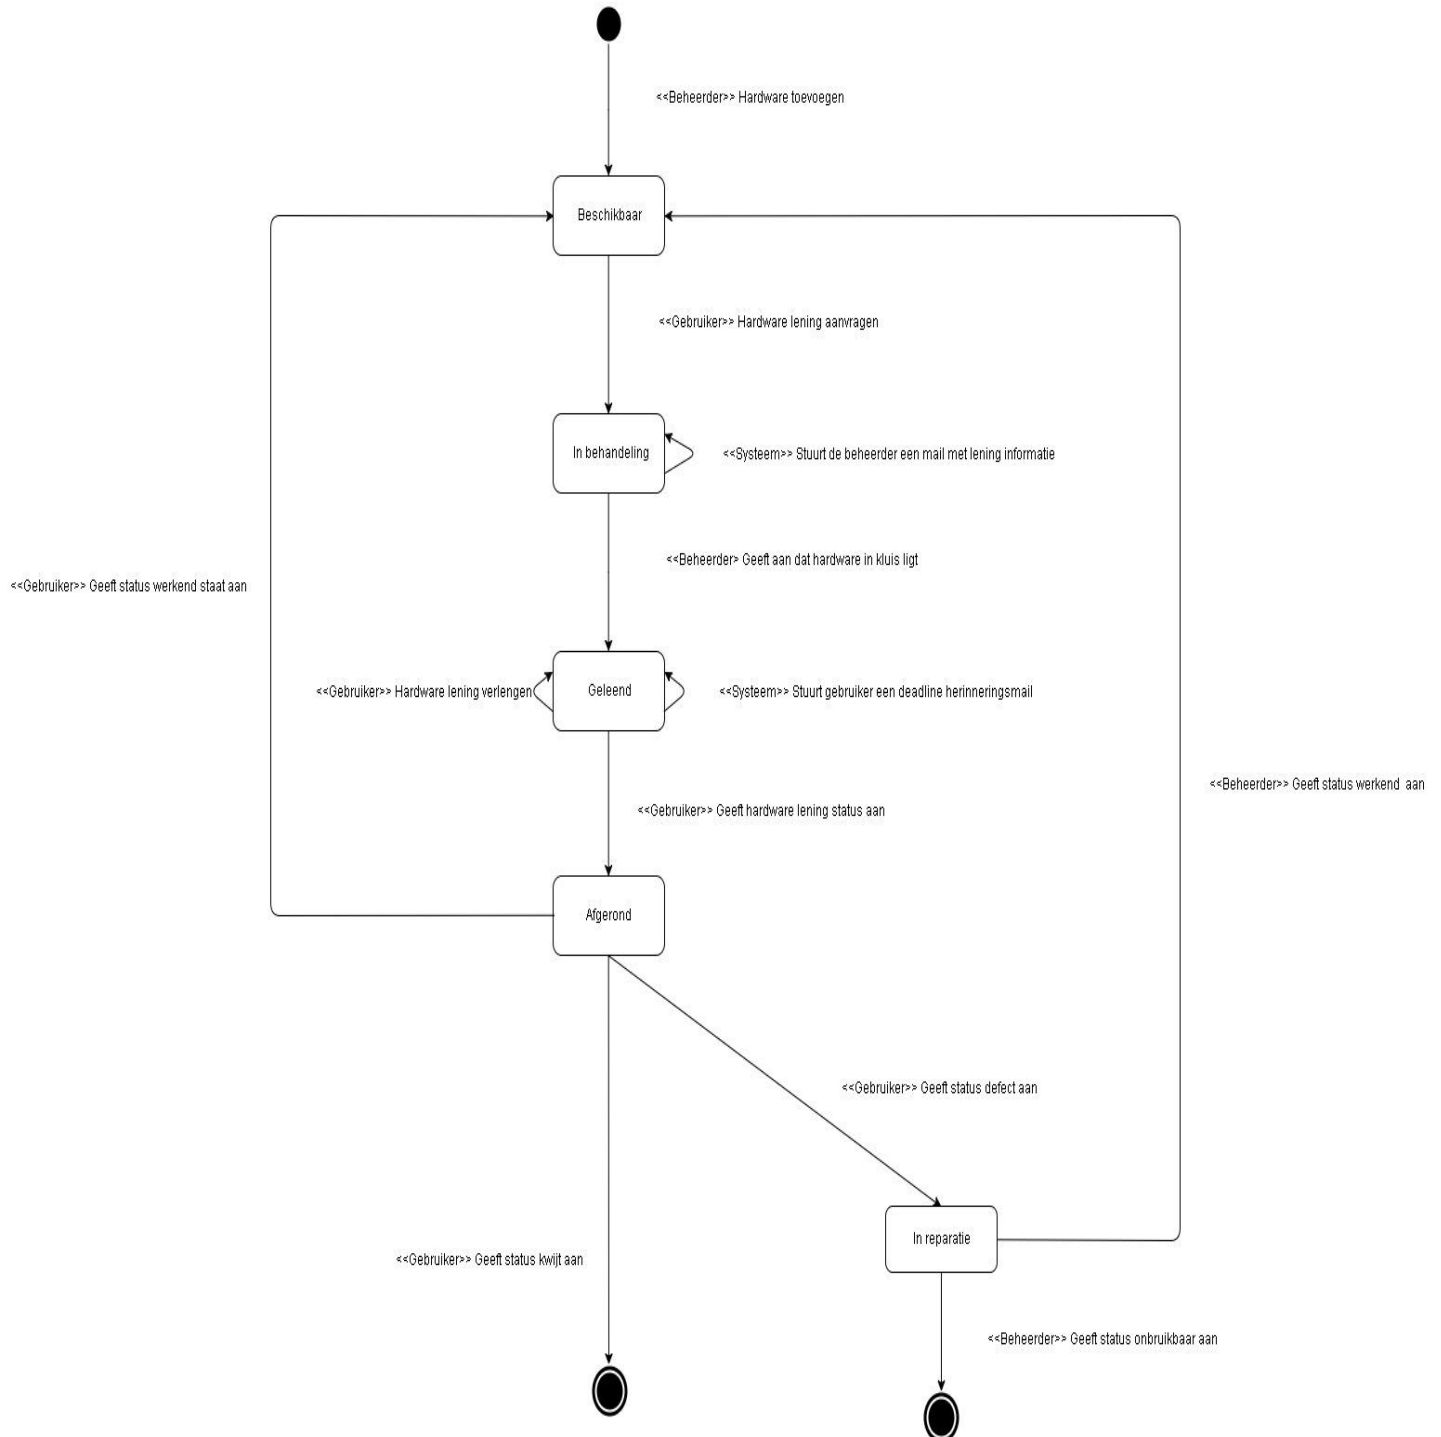 <<Beheerder>> Hardware toevoegen
Beschikbaar
<<Gebruiker>> Hardware lening aanvragen
In behandeling
<<Systeem>> Stuurt de beheerder een mail met lening informatie
<<Beheerder> Geeft aan dat hardware in kluis ligt
<<Gebruiker>> Geeft status werkend staat aan
<<Gebruiker>> Hardware lening verlengen
Geleend
<<Systeem>> Stuurt gebruiker een deadline herinneringsmail
<<Beheerder>> Geeft status werkend  aan
<<Gebruiker>> Geeft hardware lening status aan
Afgerond
<<Gebruiker>> Geeft status defect aan
In reparatie
<<Gebruiker>> Geeft status kwijt aan
<<Beheerder>> Geeft status onbruikbaar aan